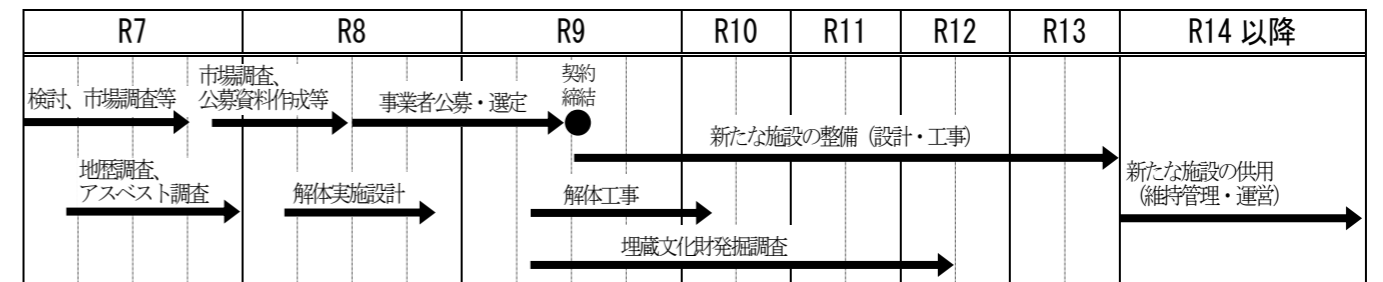 R7
R8
R9
R10
R11
R12
R13
R14 以降
検討、市場調査等
市場調査、
公募資料作成等
事業者公募・選定
契約
締結
新たな施設の整備（設計・工事）
地歴調査、
アスベスト調査
解体実施設計
解体工事
新たな施設の供用
（維持管理・運営）
埋蔵文化財発掘調査